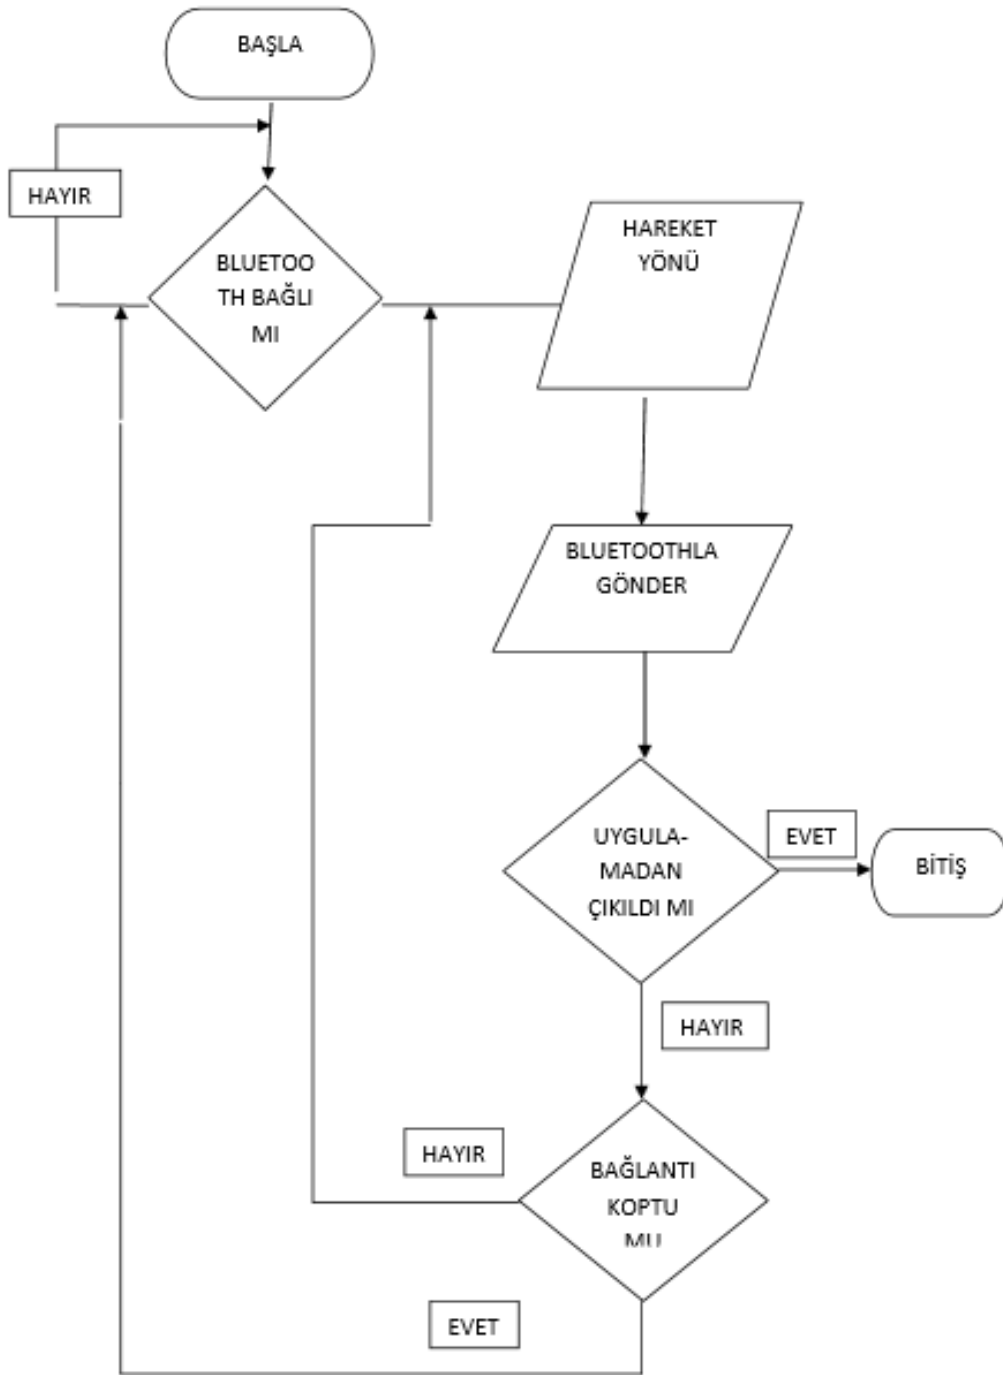 BAŞLA
HAYIR
BLUETOO
TH BAĞLI
MI
HAREKET
YÖNÜ
BLUETOOTHLA
GÖNDER
UYGULA-
MADAN
ÇIKILDI MI
EVET
BİTİŞ
HAYIR
HAYIR
BAĞLANTI
KOPTU
MU
EVET